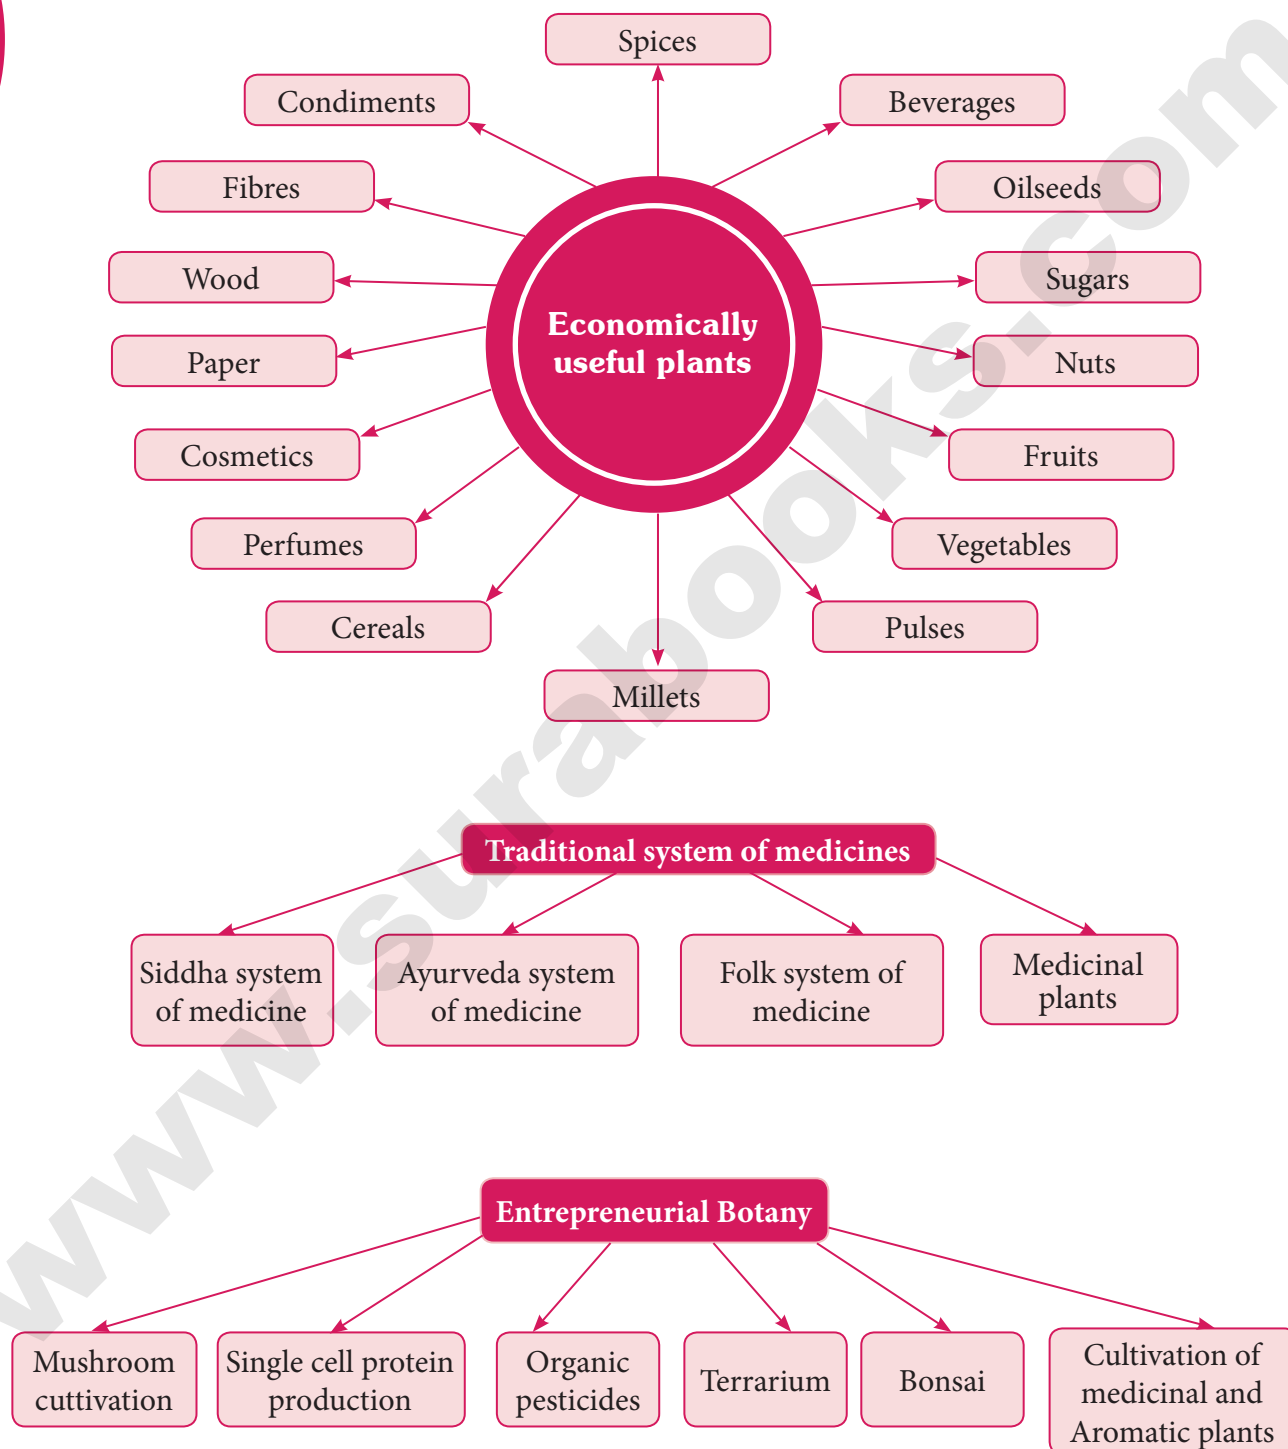 Spices
Condiments
Beverages
Fibres
Oilseeds
Wood
Sugars
Economically
useful plants
Paper
Nuts
Cosmetics
Fruits
Perfumes
Vegetables
Cereals
Pulses
Millets
www.surabooks.com
Traditional system of medicines
Siddha system
of medicine
Ayurveda system
of medicine
Folk system of
medicine
Medicinal
plants
Entrepreneurial Botany
Mushroom
cuttivation
Single cell protein
production
Organic
pesticides
Terrarium
Bonsai
Cultivation of
medicinal and
Aromatic plants